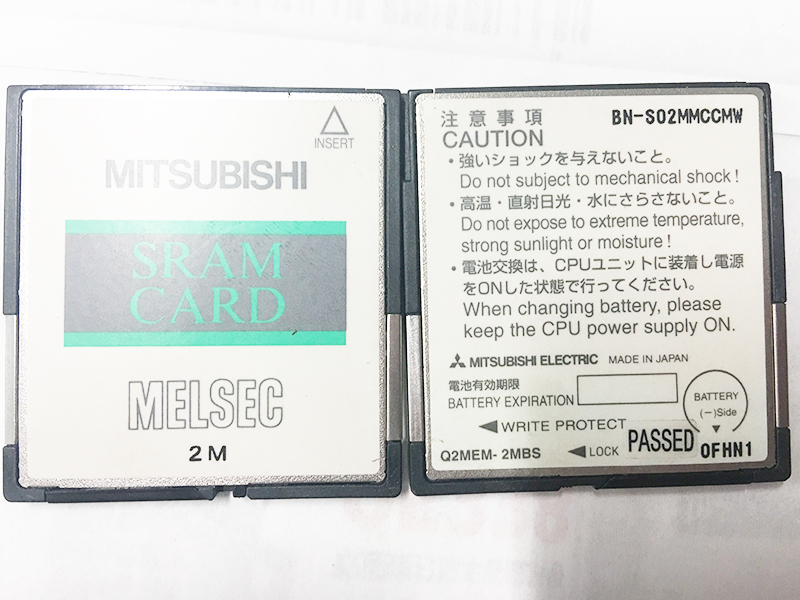 INSERT
MITSUBISHI
SRAM
CARD
MELSEC
2M
注意事項 BN-S02MMCCMW
CAUTION
・強いショックを与えないこと。
Do not subject to mechanical shock!
・高温・直射日光・水にさらさないこと。
Do not expose to extreme temperature,
strong sunlight or moisture!
・電池交換は、CPUユニットに装着し電源
をONした状態で行ってください。
When changing battery, please
keep the CPU power supply ON.
MITSUBISHI ELECTRIC MADE IN JAPAN
電池有効期限
BATTERY EXPIRATION
BATTERY
(-)Side
WRITE PROTECT
Q2MEM-2MBS LOCK PASSED OFHN1